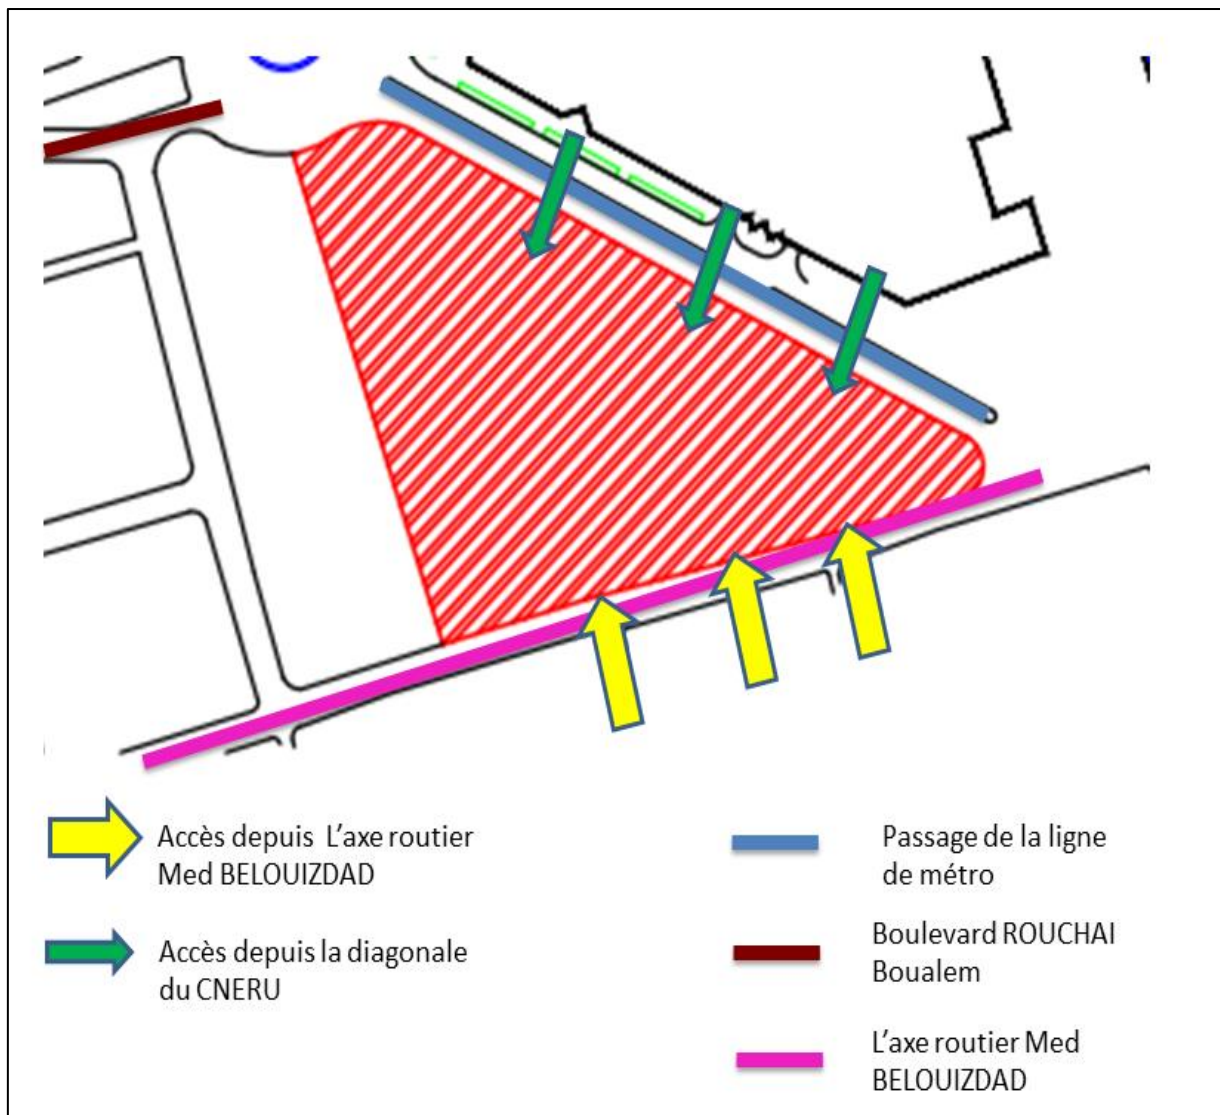 Accès depuis L'axe routier
Med BELOUIZDAD
Accès depuis la diagonale
du CNERU
Passage de la ligne
de métro
Boulevard ROUCHAI
Boualem
L'axe routier Med
BELOUIZDAD